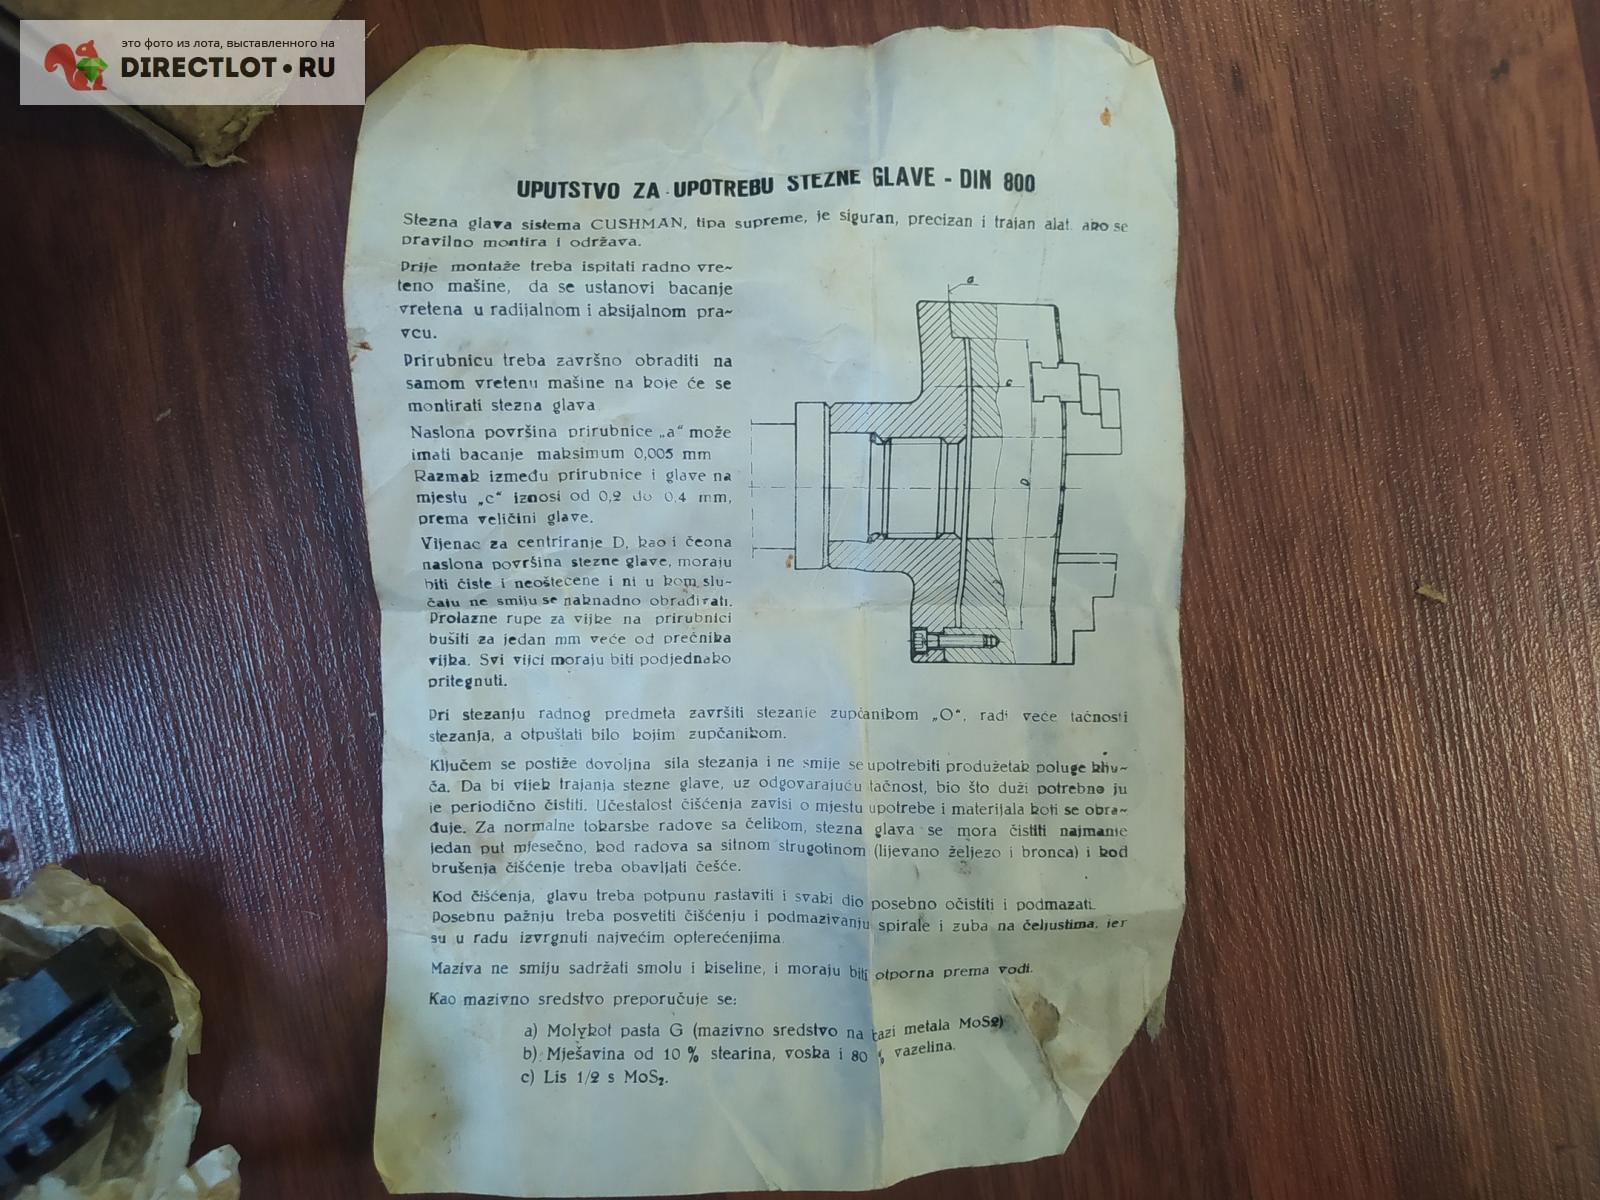 это фото из лота, выставленного на
DIRECTLOT•RU
UPUTSTVO ZA UPOTREBU STEZNE GLAVE - DIN 800
Stezna glava sistema CUSHMAN, tipa supreme, je siguran, precizan i trajan alat. ako se
pravilno montira i održava.
Prije montaže treba ispitati radno vre-
teno mašine, da se ustanovi bacanje
vretena u radijalnom i aksijalnom pra-
vcu.
Prirubnicu treba završno obraditi na
samom vretenu mašine na koje će se
montirati stezna glava
Naslona površina prirubnice „a“ može
imati bacanje maksimum 0,005 mm
Razmak između prirubnice i glave na
mjestu „c“ iznosi od 0,2 do 0,4 mm,
prema veličini glave.
Vijenac za centriranje D, kao i čeona
naslona površina stezne glave, moraju
biti čiste i neoštecene i ni u kom slu-
čaju ne smiju se naknadno obrađirati.
Prolazne rupe za vijke na prirubnici
bušiti za jedan mm veće od prečnika
vijka. Svi vijci moraju biti podjednako
pritegnuti.
a
c
D
Pri stezanju radnog predmeta završiti stezanie zupčanikom „O“, radi veće tačnosti
stezanja, a otpuštati bilo kojim zupčanikom.
Ključem se postiže dovoljna sila stezanja i ne smije se upotrebiti produžetak poluge klju-
ča. Da bi vijek trajanja stezne glave, uz odgovarajuću tačnost, bio što duži potrebno ju
je periodično čistiti. Učestalost čišćenja zavisi o mjestu upotrebe i materijala koji se obra-
đuje. Za normalne tokarske radove sa čelikom, stezna glava se mora čistiti najmanie
jedan put mjesečno, kod radova sa sitnom strugotinom (lijevano željezo i bronca) i kod
brušenja čišćenje treba obavljati češće.
Kod čišćenja, glavu treba potpunu rastaviti i svaki dio posebno očistiti i podmazati.
Posebnu pažnju treba posvetiti čišćenju i podmazivanju spirale i zuba na čeljustima, jer
su u radu izvrgnuti najvećim opterećenjima.
Maziva ne smiju sadržati smolu i kiseline, i moraju biti otporna prema vodi.
Kao mazivno sredstvo preporučuje se:
a) Molykot pasta G (mazivno sredstvo na bazi metala MoS2)
b) Mješavina od 10 % stearina, voska i 80 % vazelina.
c) Lis 1/2 s MoS₂.